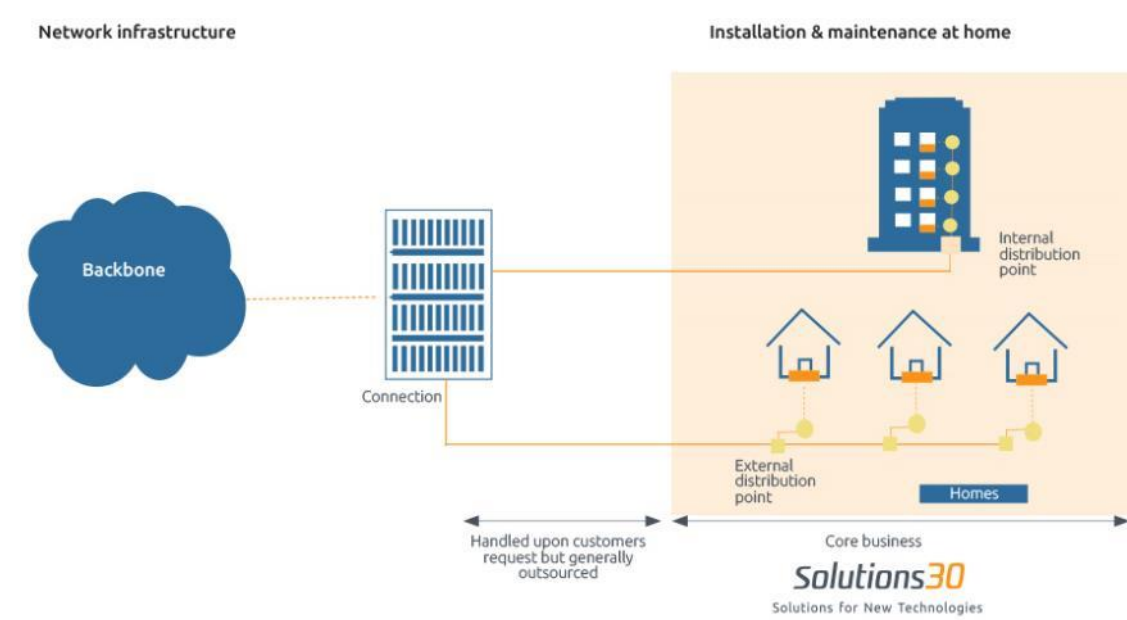 Network infrastructure
Installation & maintenance at home
Backbone
Connection
Internal
distribution
point
External
distribution
point
Homes
Handled upon customers
request but generally
outsourced
Core business
Solutions30
Solutions for New Technologies